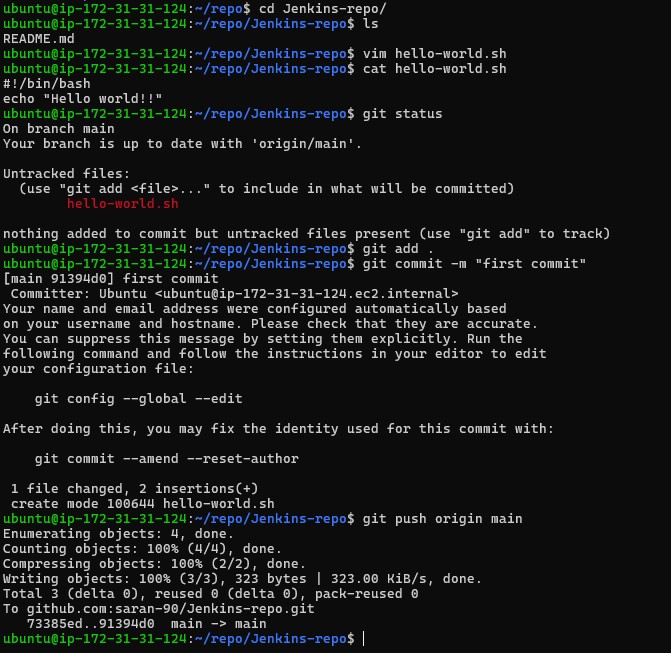 ubuntu@ip-172-31-31-124:~/repo$ cd Jenkins-repo/
ubuntu@ip-172-31-31-124:~/repo/Jenkins-repo$ ls
README.md
ubuntu@ip-172-31-31-124:~/repo/Jenkins-repo$ vim hello-world.sh
ubuntu@ip-172-31-31-124:~/repo/Jenkins-repo$ cat hello-world.sh
#!/bin/bash
echo "Hello world!!"
ubuntu@ip-172-31-31-124:~/repo/Jenkins-repo$ git status
On branch main
Your branch is up to date with 'origin/main'.

Untracked files:
  (use "git add <file>..." to include in what will be committed)
        hello-world.sh

nothing added to commit but untracked files present (use "git add" to track)
ubuntu@ip-172-31-31-124:~/repo/Jenkins-repo$ git add .
ubuntu@ip-172-31-31-124:~/repo/Jenkins-repo$ git commit -m "first commit"
[main 91394d0] first commit
 Committer: Ubuntu <ubuntu@ip-172-31-31-124.ec2.internal>
Your name and email address were configured automatically based
on your username and hostname. Please check that they are accurate.
You can suppress this message by setting them explicitly. Run the
following command and follow the instructions in your editor to edit
your configuration file:

    git config --global --edit

After doing this, you may fix the identity used for this commit with:

    git commit --amend --reset-author

 1 file changed, 2 insertions(+)
 create mode 100644 hello-world.sh
ubuntu@ip-172-31-31-124:~/repo/Jenkins-repo$ git push origin main
Enumerating objects: 4, done.
Counting objects: 100% (4/4), done.
Compressing objects: 100% (2/2), done.
Writing objects: 100% (3/3), 323 bytes | 323.00 KiB/s, done.
Total 3 (delta 0), reused 0 (delta 0), pack-reused 0
To github.com:saran-90/Jenkins-repo.git
   73385ed..91394d0  main -> main
ubuntu@ip-172-31-31-124:~/repo/Jenkins-repo$